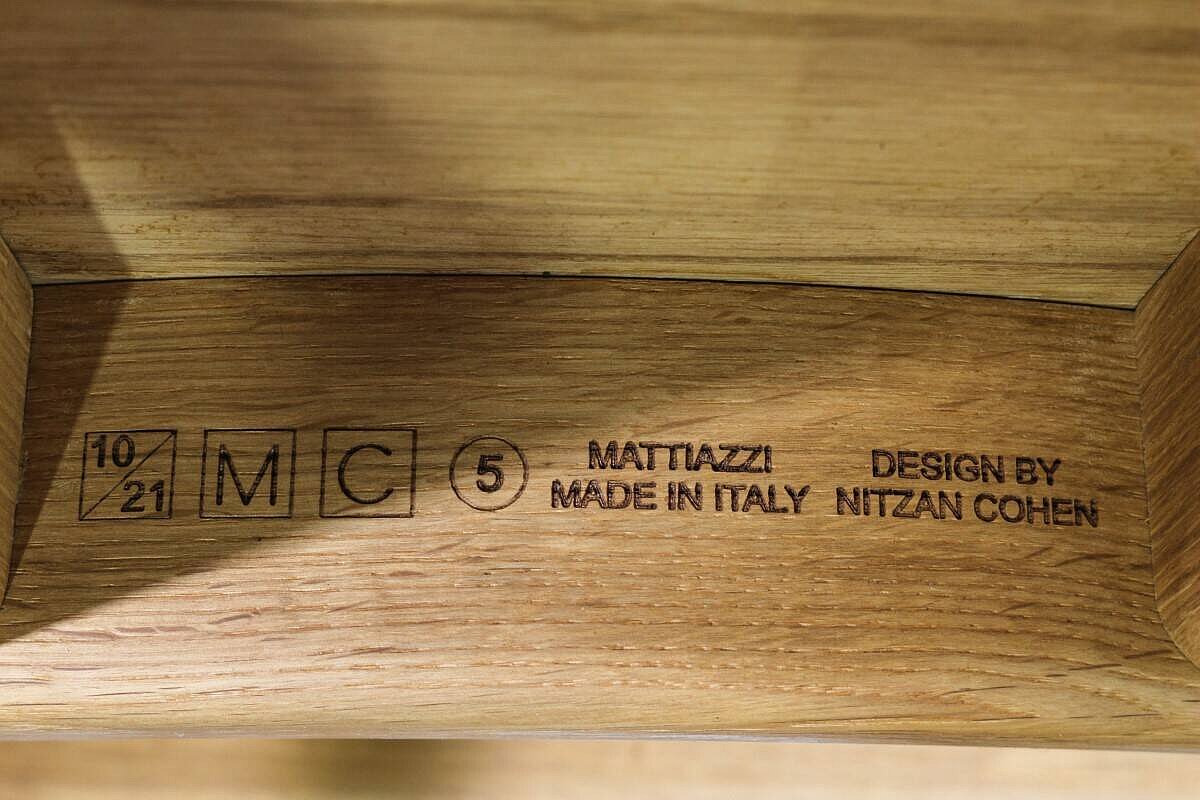 10/21 M C 5
MATTIAZZI
MADE IN ITALY
DESIGN BY
NITZAN COHEN